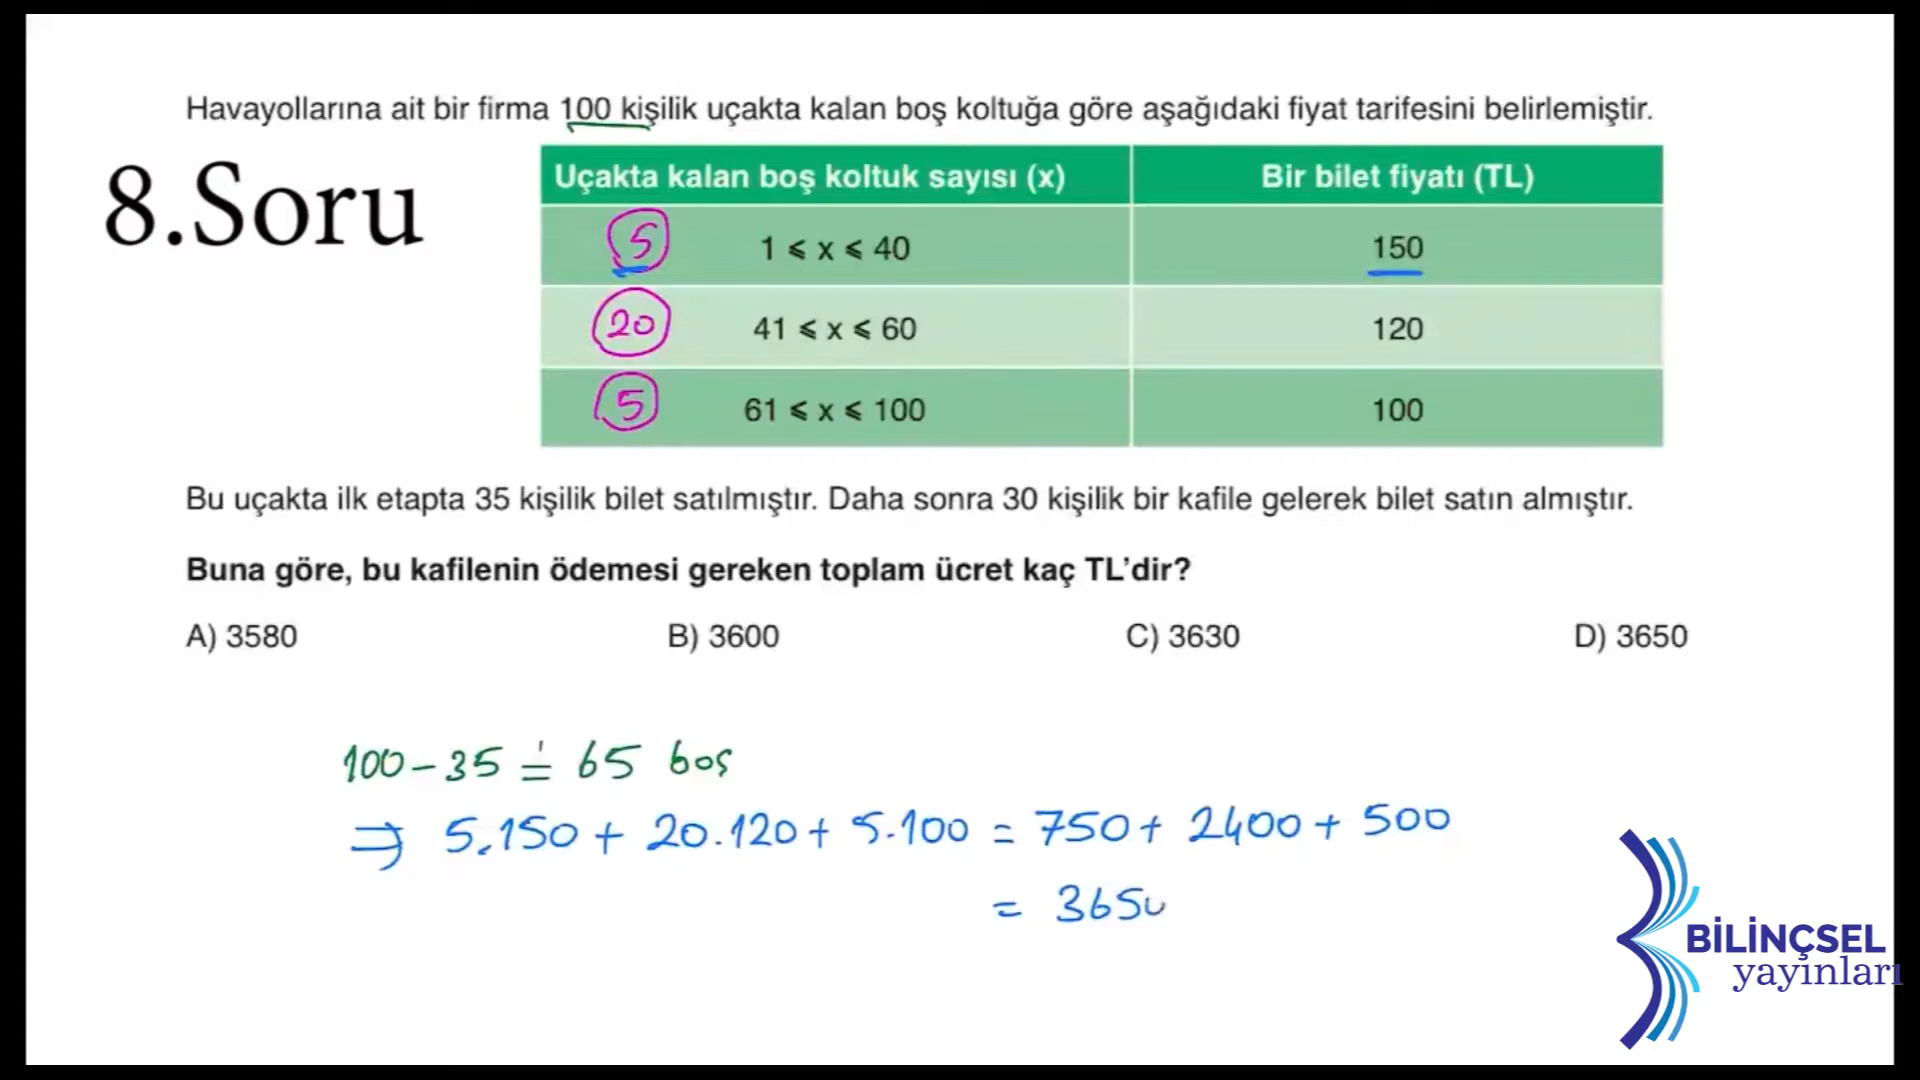 Havayollarına ait bir firma 100 kişilik uçakta kalan boş koltuğa göre aşağıdaki fiyat tarifesini belirlemiştir.
8.Soru
Uçakta kalan boş koltuk sayısı (x) Bir bilet fiyatı (TL)
5 1 ⩽ x ⩽ 40 150
20 41 ⩽ x ⩽ 60 120
5 61 ⩽ x ⩽ 100 100
Bu uçakta ilk etapta 35 kişilik bilet satılmıştır. Daha sonra 30 kişilik bir kafile gelerek bilet satın almıştır.
Buna göre, bu kafilenin ödemesi gereken toplam ücret kaç TL’dir?
A) 3580 B) 3600 C) 3630 D) 3650
100 - 35 = 65 boş
⇒ 5.150 + 20.120 + 5.100 = 750 + 2400 + 500
= 3650
BİLİNÇSEL
yayınları